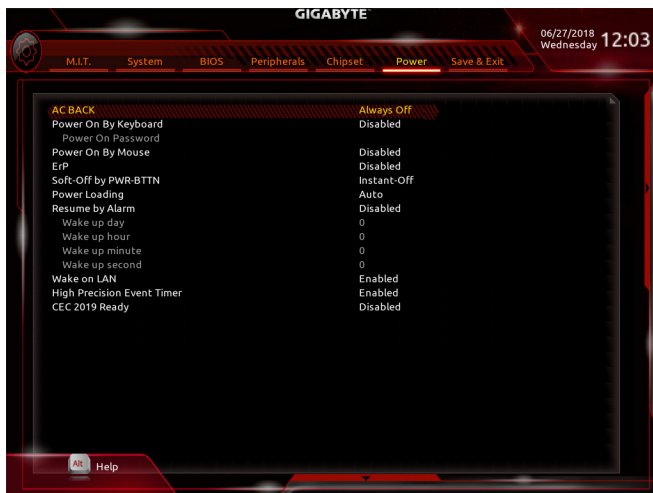 GIGABYTE™
06/27/2018 12:03
Wednesday
M.I.T. System BIOS Peripherals Chipset Power Save & Exit
AC BACK Always Off
Power On By Keyboard Disabled
Power On Password
Power On By Mouse Disabled
ErP Disabled
Soft-Off by PWR-BTTN Instant-Off
Power Loading Auto
Resume by Alarm Disabled
Wake up day 0
Wake up hour 0
Wake up minute 0
Wake up second 0
Wake on LAN Enabled
High Precision Event Timer Enabled
CEC 2019 Ready Disabled
Alt Help